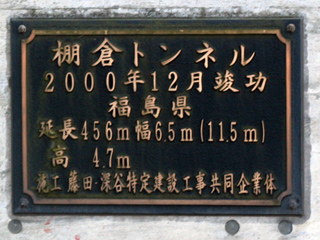 棚倉トンネル
2000年12月竣功
福島県
延長456m幅6.5m(11.5m)
高 4.7m
施工 藤田・深谷特定建設工事共同企業体